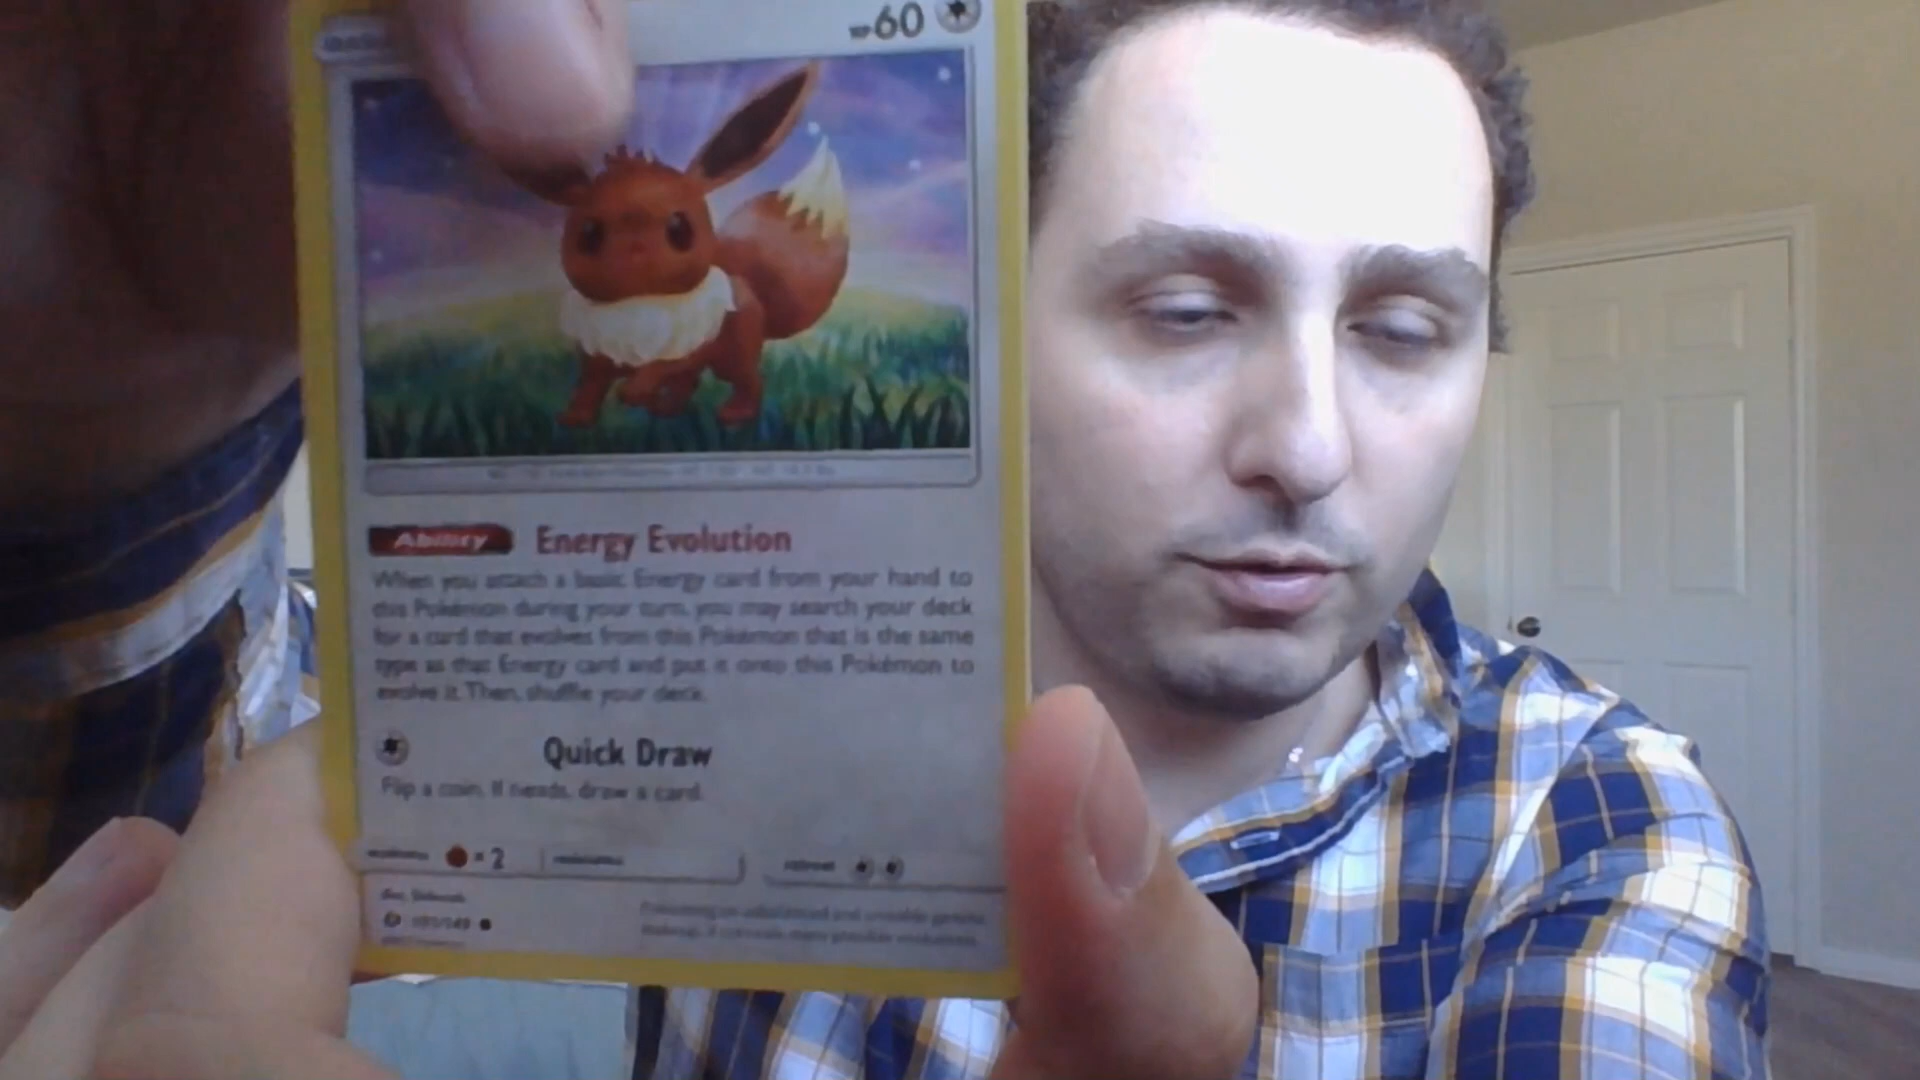 HP60
Ability Energy Evolution
When you attach a basic Energy card from your hand to
this Pokémon during your turn, you may search your deck
for a card that evolves from this Pokémon that is the same
type as that Energy card and put it onto this Pokémon to
evolve it. Then, shuffle your deck.
Quick Draw
Flip a coin. If heads, draw a card.
weakness ×2 resistance retreat